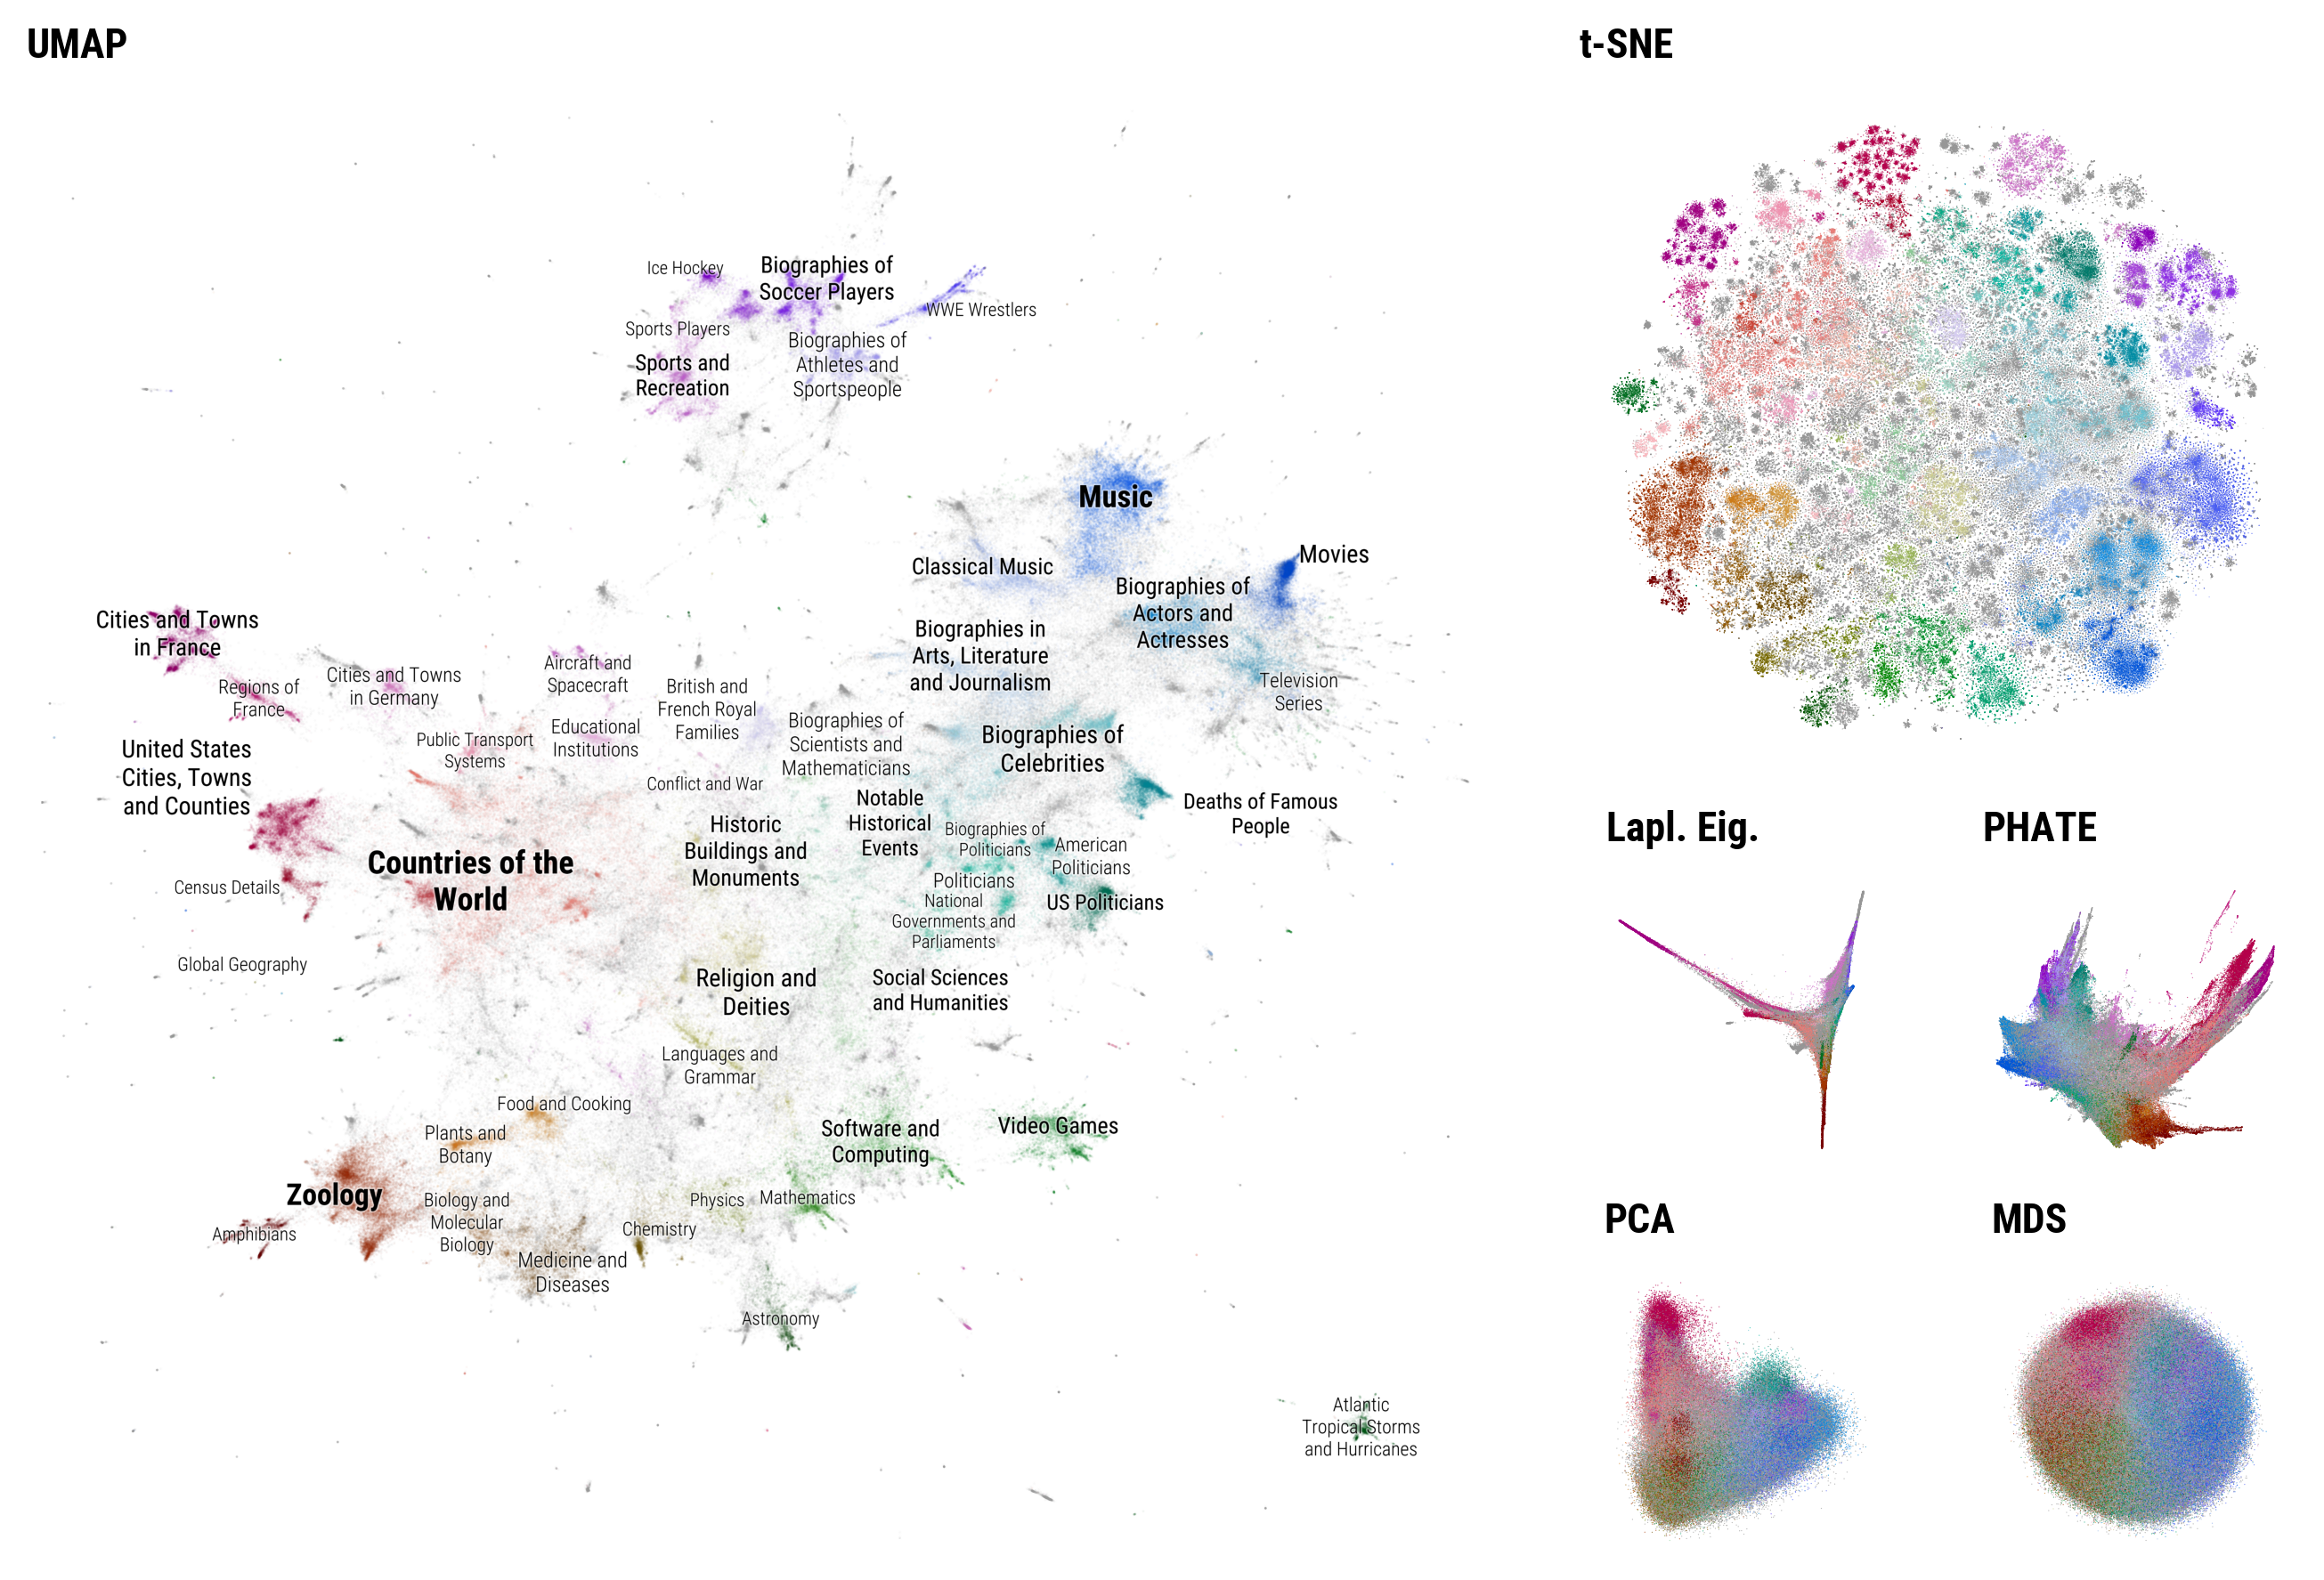 UMAP
t-SNE
Ice Hockey
Biographies of
Soccer Players
WWE Wrestlers
Sports Players
Biographies of
Athletes and
Sportspeople
Sports and
Recreation
Music
Classical Music
Movies
Biographies of
Actors and
Actresses
Biographies in
Arts, Literature
and Journalism
Television
Series
Cities and Towns
in France
Regions of
France
Cities and Towns
in Germany
Aircraft and
Spacecraft
British and
French Royal
Families
Educational
Institutions
Public Transport
Systems
Biographies of
Scientists and
Mathematicians
Biographies of
Celebrities
United States
Cities, Towns
and Counties
Conflict and War
Notable
Historical
Events
Deaths of Famous
People
Historic
Buildings and
Monuments
Biographies of
Politicians
American
Politicians
Countries of the
World
Census Details
Politicians
National
Governments and
Parliaments
US Politicians
Global Geography
Religion and
Deities
Social Sciences
and Humanities
Languages and
Grammar
Food and Cooking
Plants and
Botany
Software and
Computing
Video Games
Zoology
Biology and
Molecular
Biology
Physics
Mathematics
Chemistry
Amphibians
Medicine and
Diseases
Astronomy
Atlantic
Tropical Storms
and Hurricanes
Lapl. Eig.
PHATE
PCA
MDS